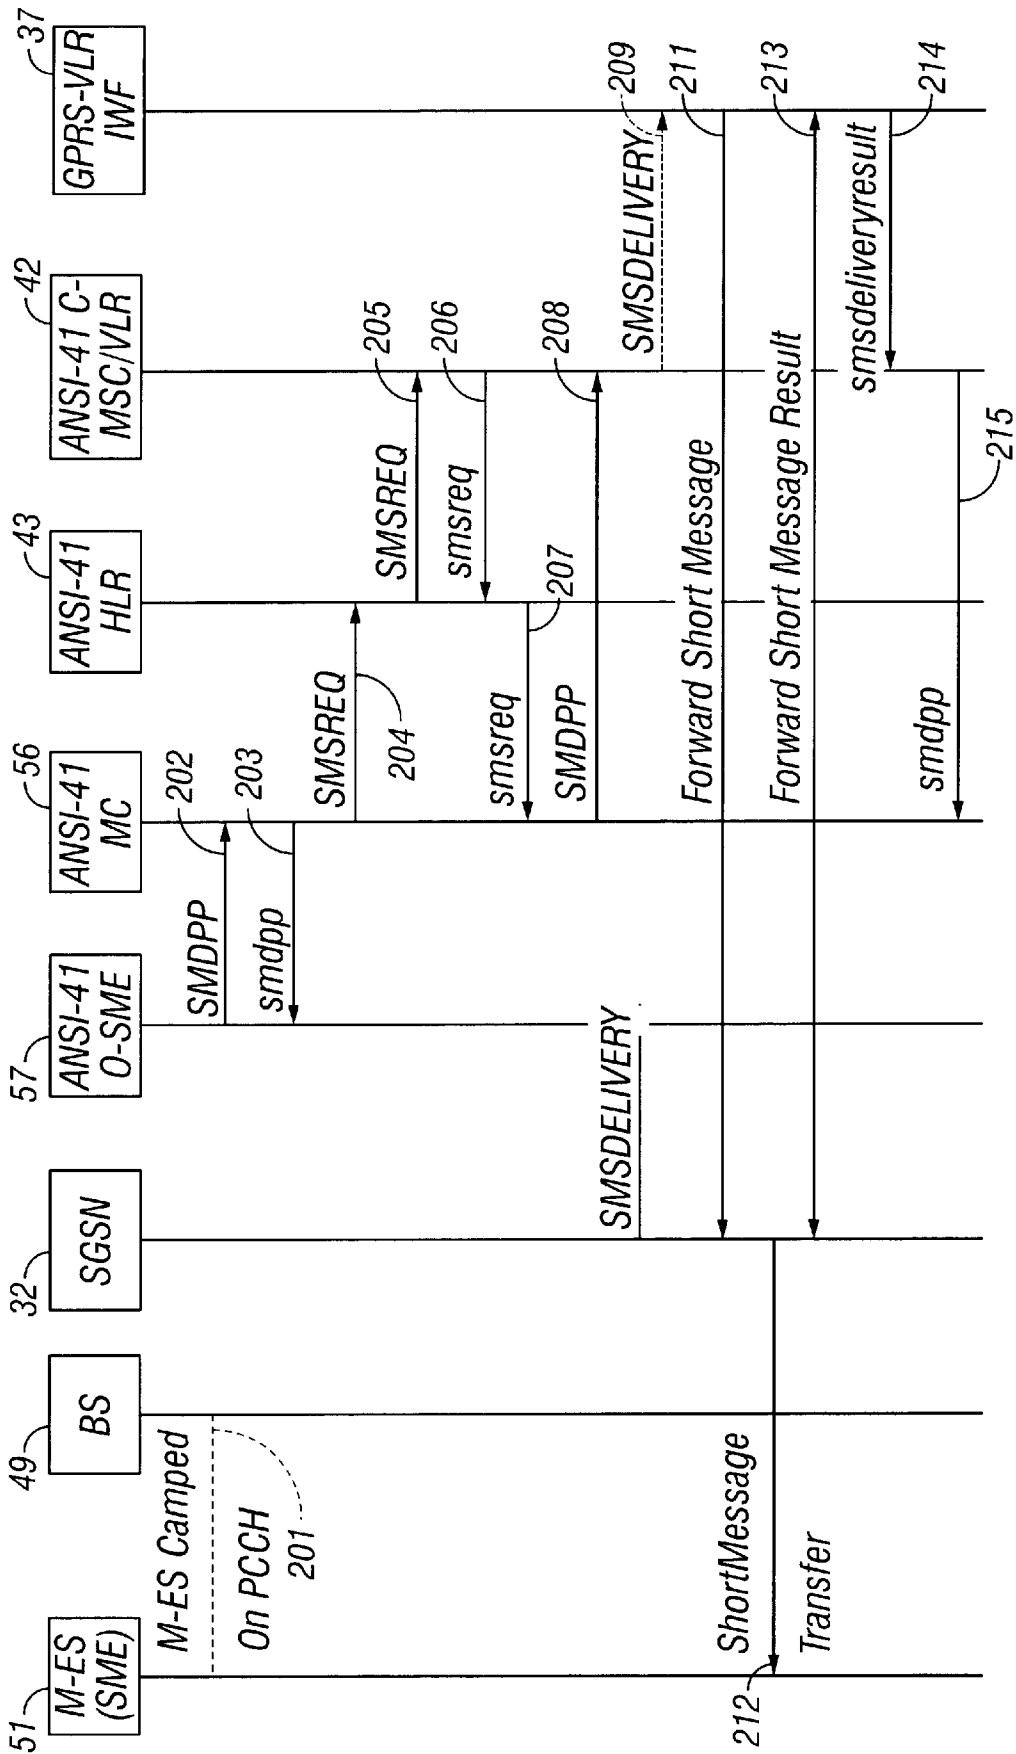 51
M-ES
(SME)
49
BS
32
SGSN
57
ANSI-41
O-SME
56
ANSI-41
MC
43
ANSI-41
HLR
42
ANSI-41 C-
MSC/VLR
37
GPRS-VLR
IWF
M-ES Camped
On PCCH
201
SMDPP
202
smdpp
203
SMSREQ
204
SMSREQ
205
smsreq
206
smsreq
207
SMDPP
208
SMSDELIVERY
SMSDELIVERY
209
Forward Short Message
211
ShortMessage
Transfer
212
Forward Short Message Result
213
smsdeliveryresult
214
smdpp
215